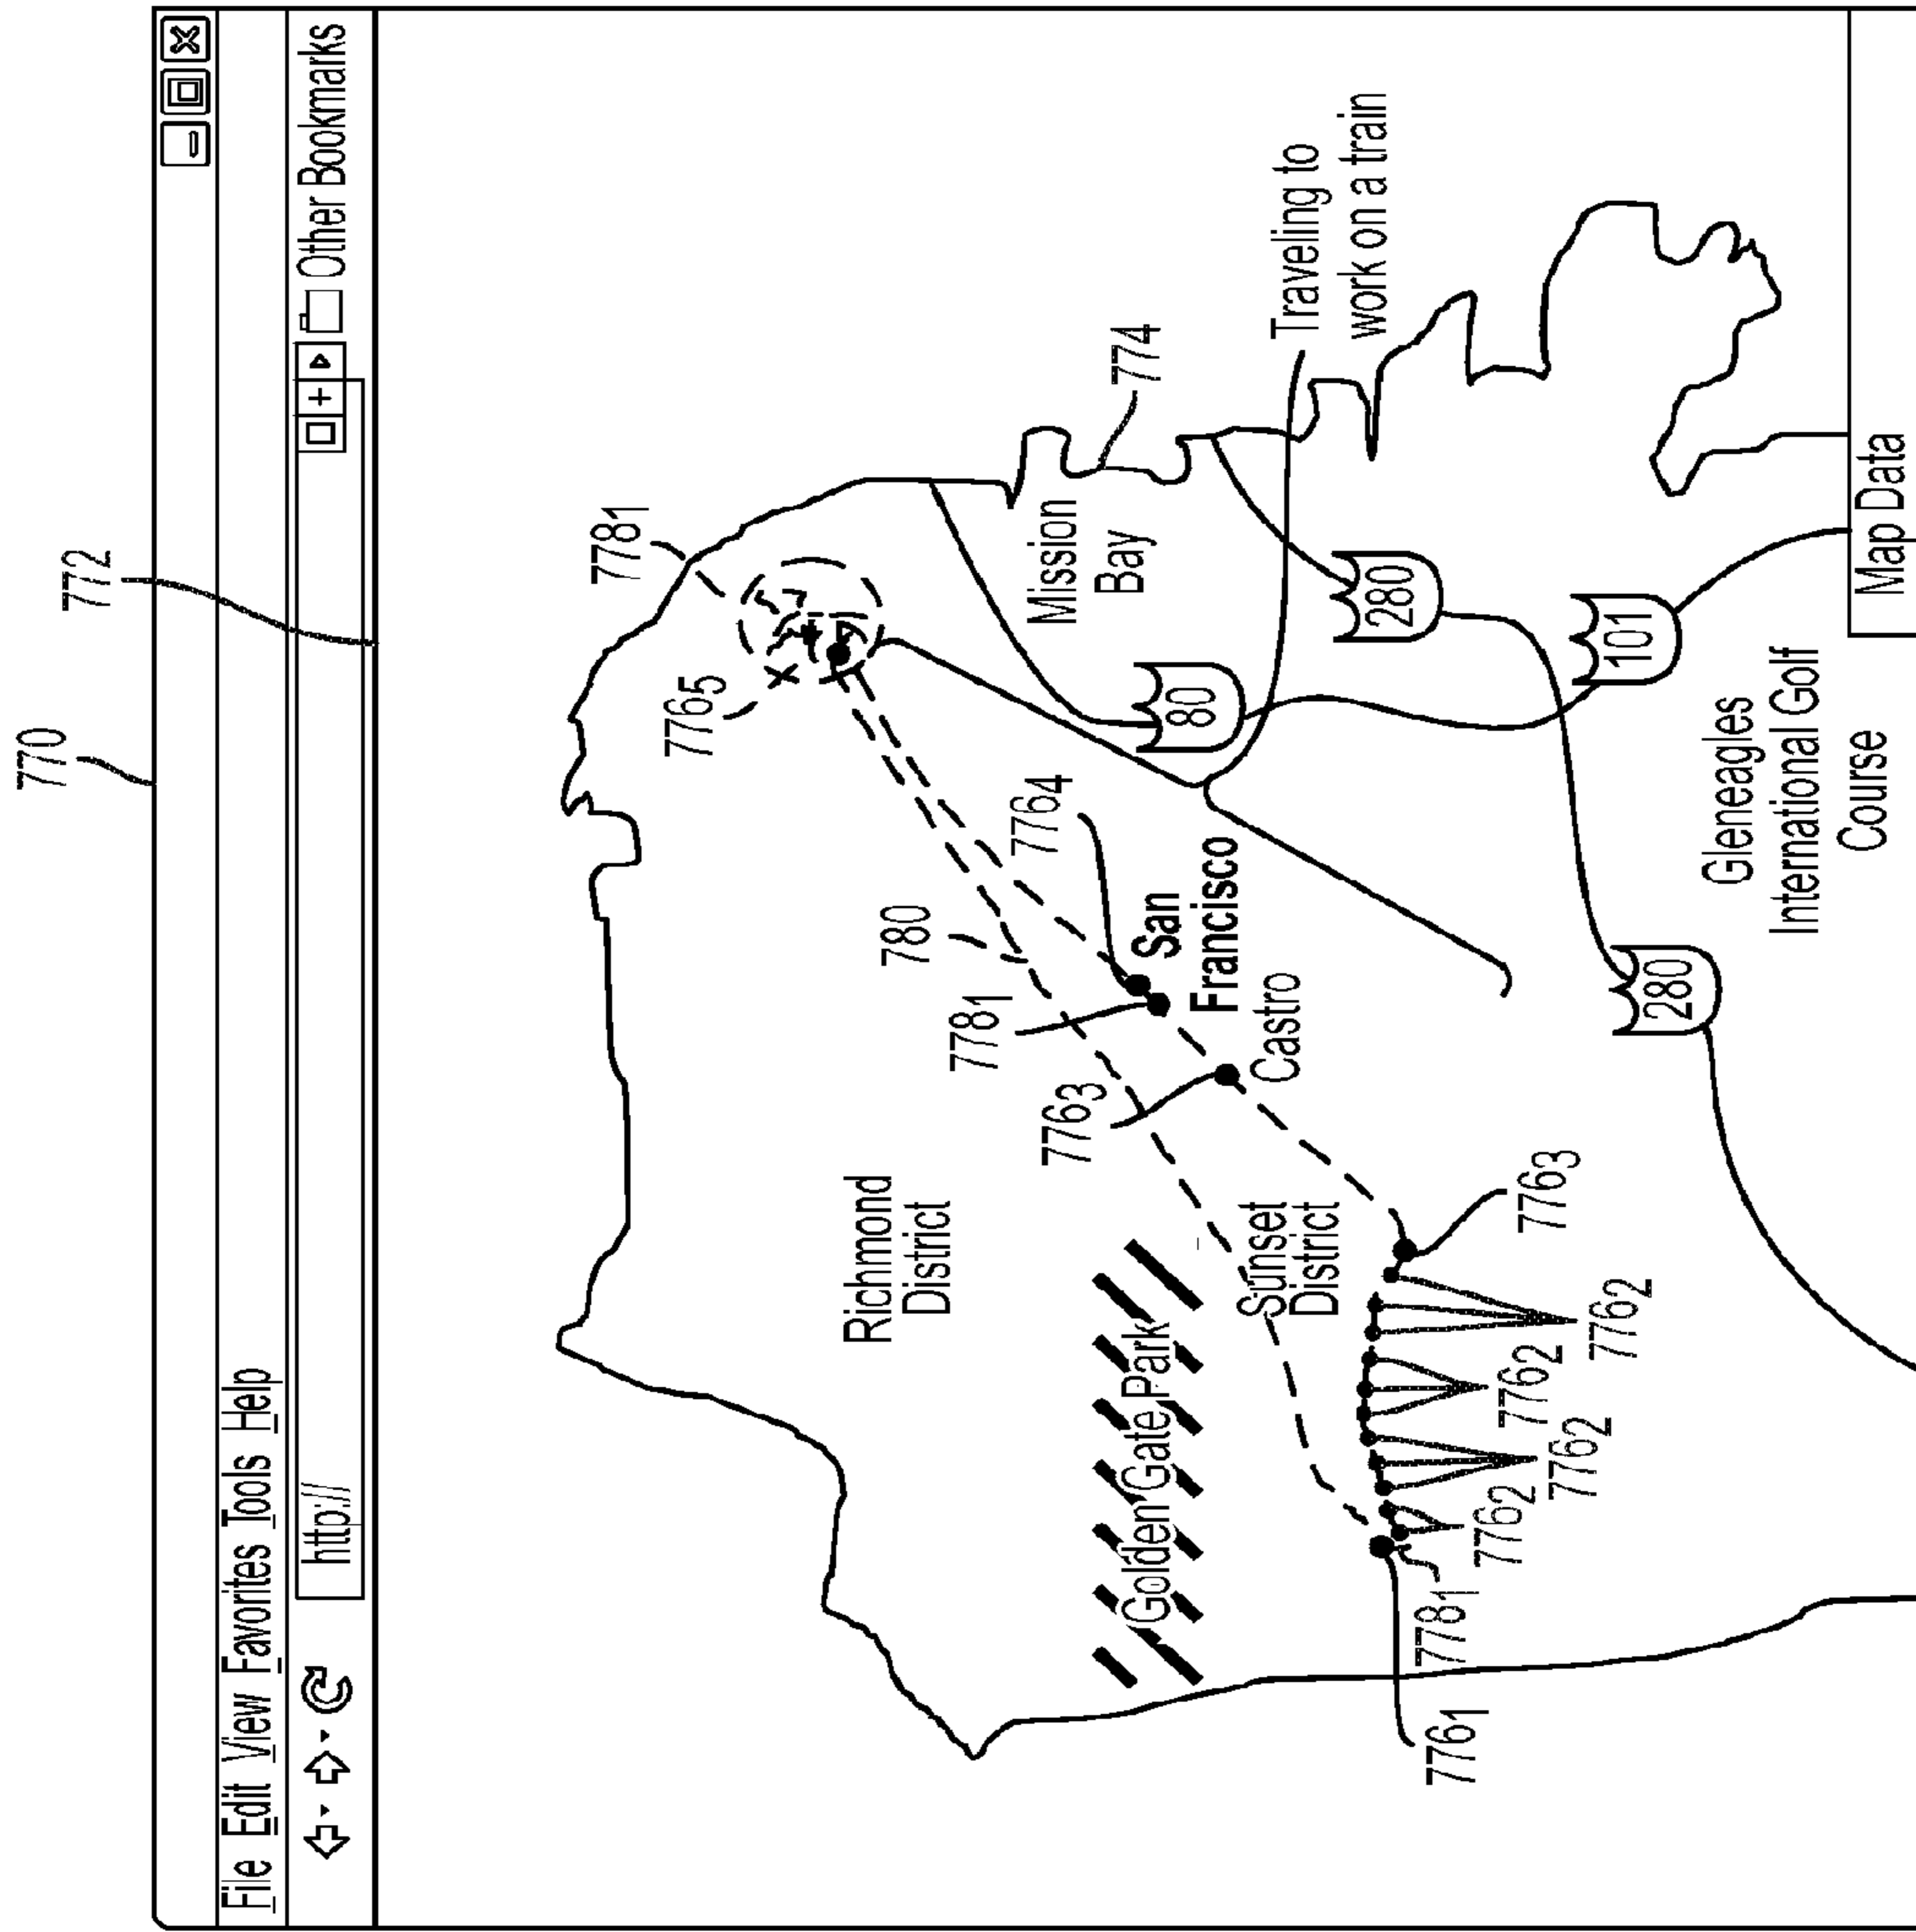 770
772
File Edit View Favorites Tools Help
http://
Other Bookmarks
7781
7765
780
7764
7781
7763
774
Richmond
District
Mission
Bay
Golden Gate Park
San
Francisco
80
Castro
Sunset
District
Traveling to
work on a train
280
7761
7781
7762
7762
7762
7762
7763
101
280
Gleneagles
International Golf
Course
Map Data